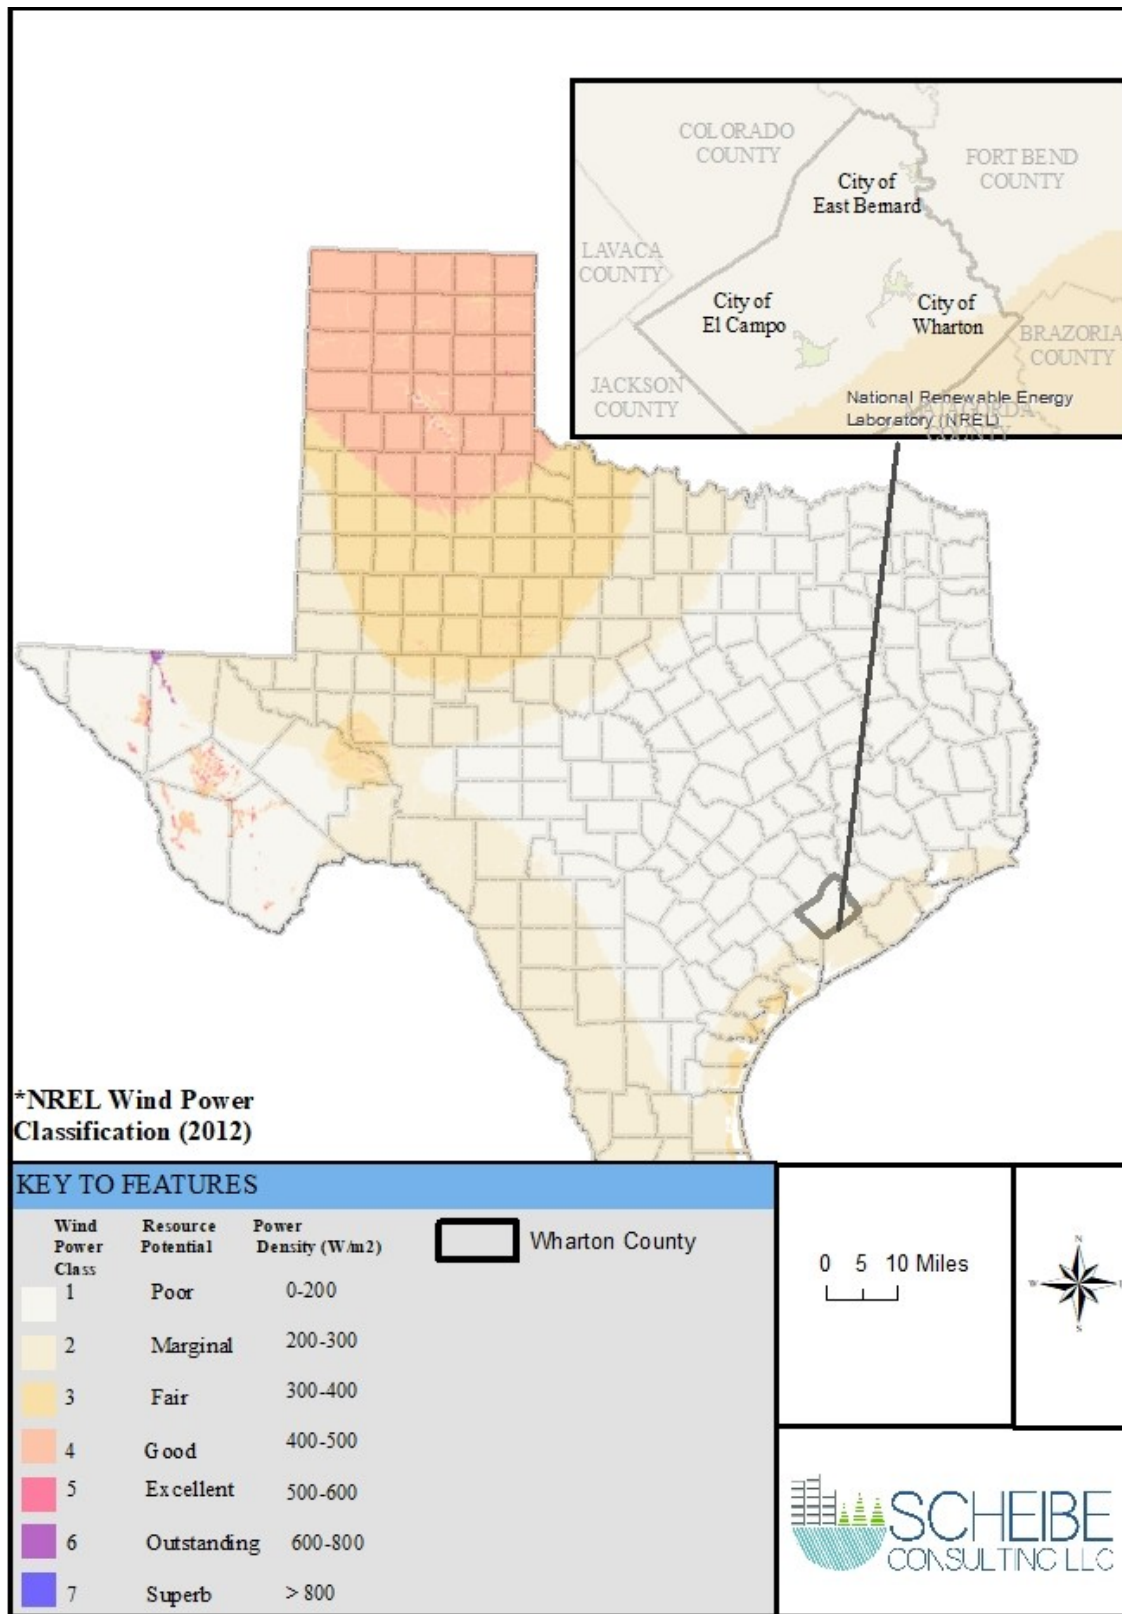 COLORADO
COUNTY
FORT BEND
COUNTY
City of
East Bernard
LAVACA
COUNTY
City of
El Campo
City of
Wharton
BRAZORIA
COUNTY
JACKSON
COUNTY
National Renewable Energy
Laboratory (NREL)
MATAGORDA
COUNTY
*NREL Wind Power
Classification (2012)
KEY TO FEATURES
Wind
Power
Class
Resource
Potential
Power
Density (W/m2)
Wharton County
1 Poor 0-200
2 Marginal 200-300
3 Fair 300-400
4 Good 400-500
5 Excellent 500-600
6 Outstanding 600-800
7 Superb > 800
0 5 10 Miles
N
W
S
SCHEIBE
CONSULTING LLC